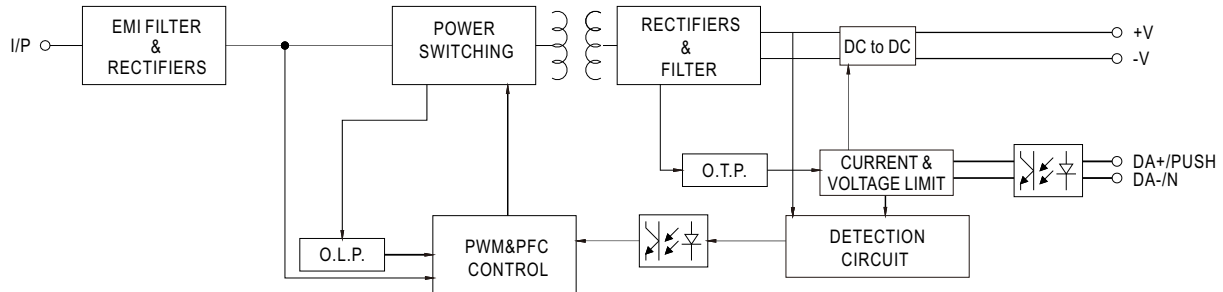 I/P
EMI FILTER
&
RECTIFIERS
POWER
SWITCHING
RECTIFIERS
&
FILTER
DC to DC
+V
-V
O.T.P.
CURRENT &
VOLTAGE LIMIT
DA+/PUSH
DA-/N
O.L.P.
PWM&PFC
CONTROL
DETECTION
CIRCUIT